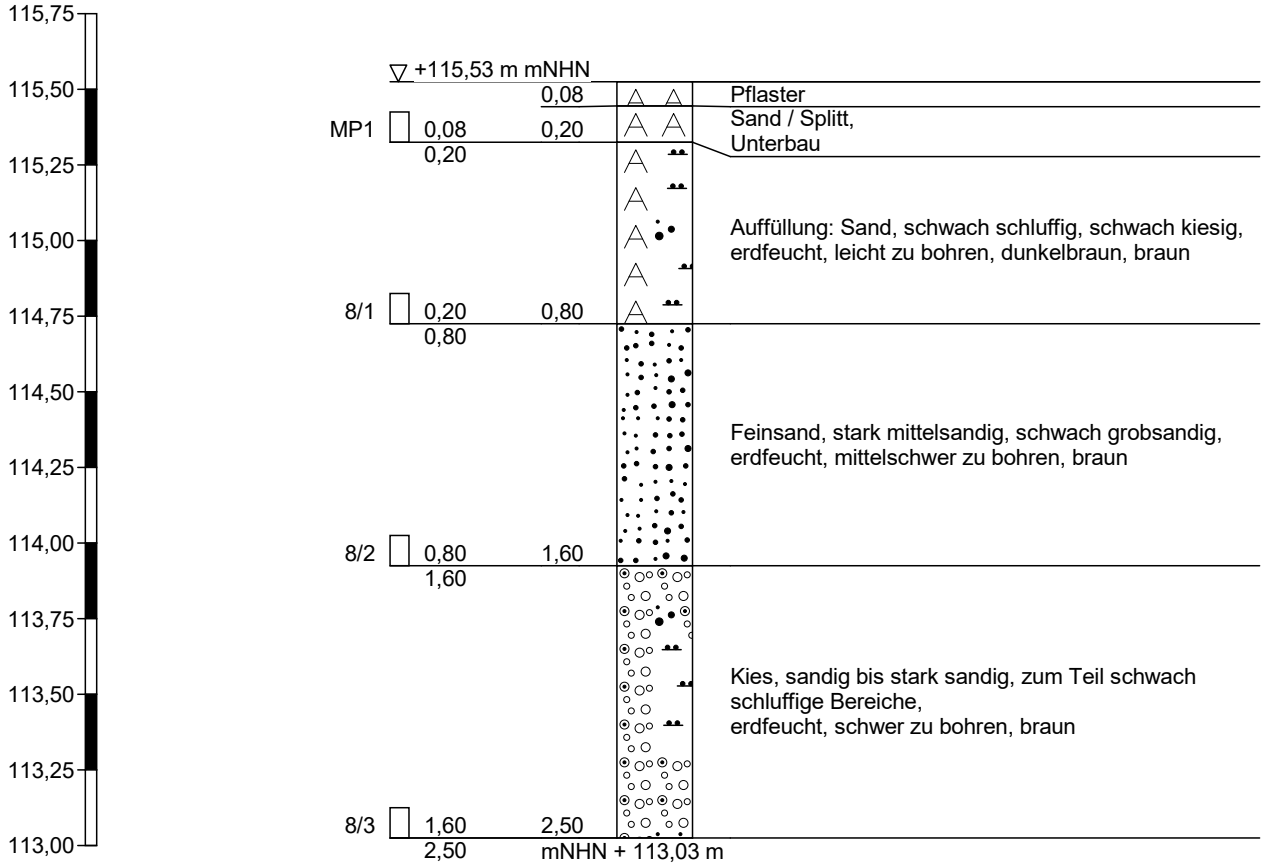 115,75
+115,53 m mNHN
115,50
0,08
Pflaster
MP1
0,08
0,20
Sand / Splitt,
Unterbau
0,20
115,25
115,00
Auffüllung: Sand, schwach schluffig, schwach kiesig,
erdfeucht, leicht zu bohren, dunkelbraun, braun
8/1
0,20
0,80
114,75
0,80
114,50
Feinsand, stark mittelsandig, schwach grobsandig,
erdfeucht, mittelschwer zu bohren, braun
114,25
114,00
8/2
0,80
1,60
1,60
113,75
Kies, sandig bis stark sandig, zum Teil schwach
schluffige Bereiche,
erdfeucht, schwer zu bohren, braun
113,50
113,25
8/3
1,60
2,50
113,00
2,50
mNHN + 113,03 m